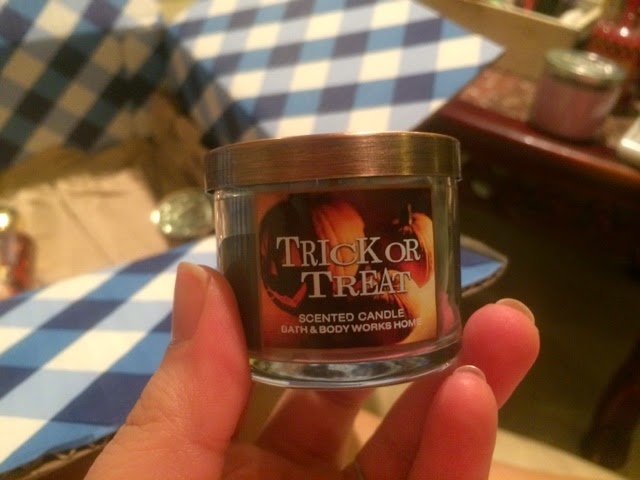 TRICK OR
TREAT
SCENTED CANDLE
BATH & BODY WORKS HOME